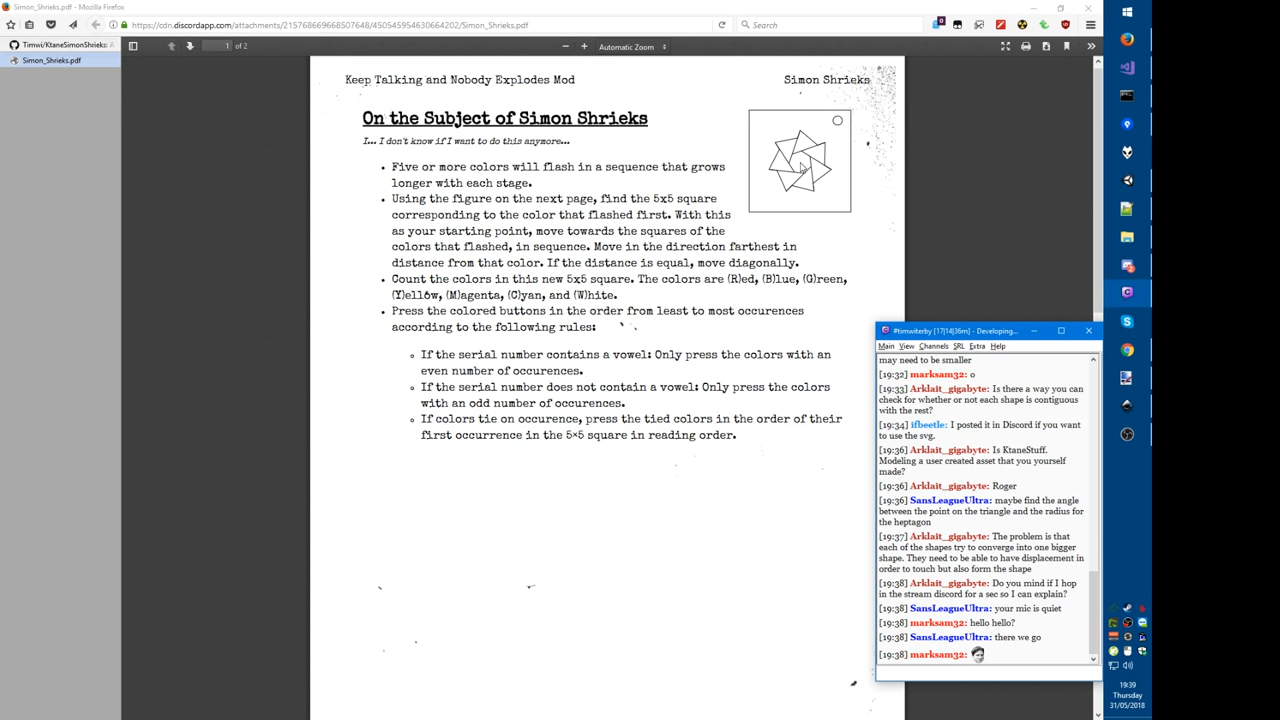 Simon_Shrieks.pdf - Mozilla Firefox
https://cdn.discordapp.com/attachments/215768669668507648/450545954630664202/Simon_Shrieks.pdf
Search
Timwi/KtaneSimonShrieks: A
Simon_Shrieks.pdf
1 of 2
Automatic Zoom
Keep Talking and Nobody Explodes Mod
Simon Shrieks
On the Subject of Simon Shrieks
I... I don't know if I want to do this anymore...
• Five or more colors will flash in a sequence that grows
longer with each stage.
• Using the figure on the next page, find the 5x5 square
corresponding to the color that flashed first. With this
as your starting point, move towards the squares of the
colors that flashed, in sequence. Move in the direction farthest in
distance from that color. If the distance is equal, move diagonally.
• Count the colors in this new 5x5 square. The colors are (R)ed, (B)lue, (G)reen,
(Y)ellow, (M)agenta, (C)yan, and (W)hite.
• Press the colored buttons in the order from least to most occurences
according to the following rules:
◦ If the serial number contains a vowel: Only press the colors with an
even number of occurences.
◦ If the serial number does not contain a vowel: Only press the colors
with an odd number of occurences.
◦ If colors tie on occurence, press the tied colors in the order of their
first occurrence in the 5×5 square in reading order.
#timwiterby [17|14|36m] - Developing...
Main View Channels SRL Extra Help
may need to be smaller
[19:32] marksam32: o
[19:33] Arklait_gigabyte: Is there a way you can
check for whether or not each shape is contiguous
with the rest?
[19:34] ifbeetle: I posted it in Discord if you want
to use the svg.
[19:36] Arklait_gigabyte: Is KtaneStuff.
Modeling a user created asset that you yourself
made?
[19:36] Arklait_gigabyte: Roger
[19:36] SansLeagueUltra: maybe find the angle
between the point on the triangle and the radius for the
heptagon
[19:37] Arklait_gigabyte: The problem is that
each of the shapes try to converge into one bigger
shape. They need to be able to have displacement in
order to touch but also form the shape
[19:38] Arklait_gigabyte: Do you mind if I hop
in the stream discord for a sec so I can explain?
[19:38] SansLeagueUltra: your mic is quiet
[19:38] marksam32: hello hello?
[19:38] SansLeagueUltra: there we go
[19:38] marksam32:
19:39
Thursday
31/05/2018